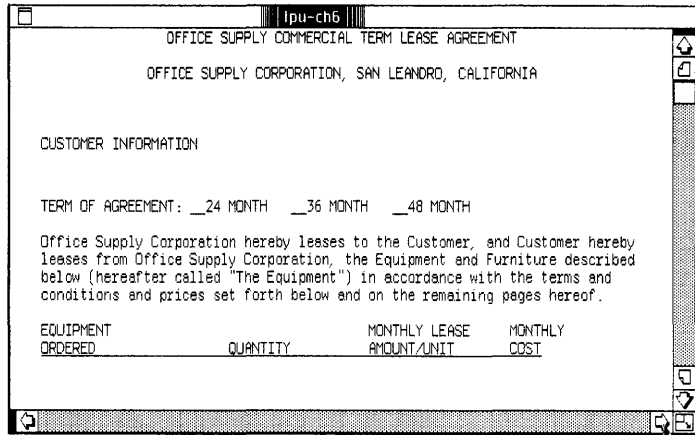 lpu-ch6
OFFICE SUPPLY COMMERCIAL TERM LEASE AGREEMENT
OFFICE SUPPLY CORPORATION, SAN LEANDRO, CALIFORNIA
CUSTOMER INFORMATION
TERM OF AGREEMENT: __24 MONTH __36 MONTH __48 MONTH
Office Supply Corporation hereby leases to the Customer, and Customer hereby
leases from Office Supply Corporation, the Equipment and Furniture described
below (hereafter called "The Equipment") in accordance with the terms and
conditions and prices set forth below and on the remaining pages hereof.
EQUIPMENT MONTHLY LEASE MONTHLY
ORDERED QUANTITY AMOUNT/UNIT COST